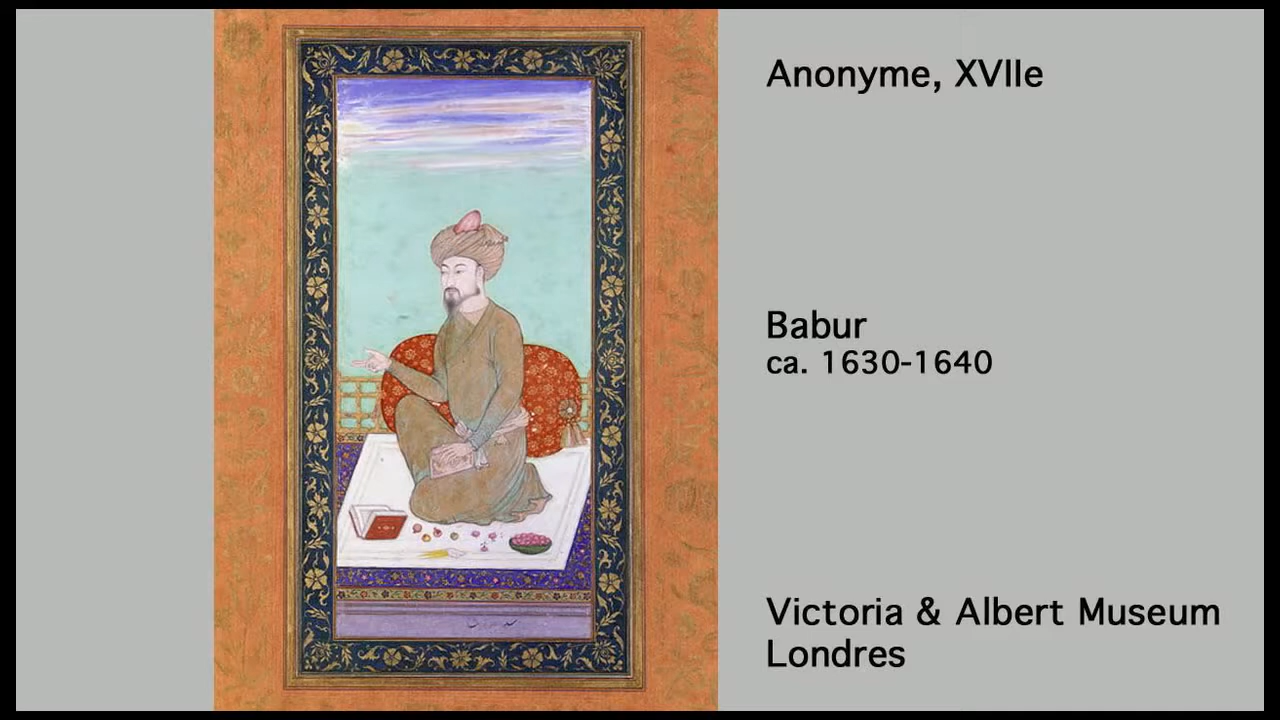 Anonyme, XVIIe
Babur
ca. 1630-1640
Victoria & Albert Museum
Londres